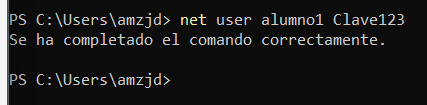 PS C:\Users\amzjd> net user alumno1 Clave123
Se ha completado el comando correctamente.
PS C:\Users\amzjd>